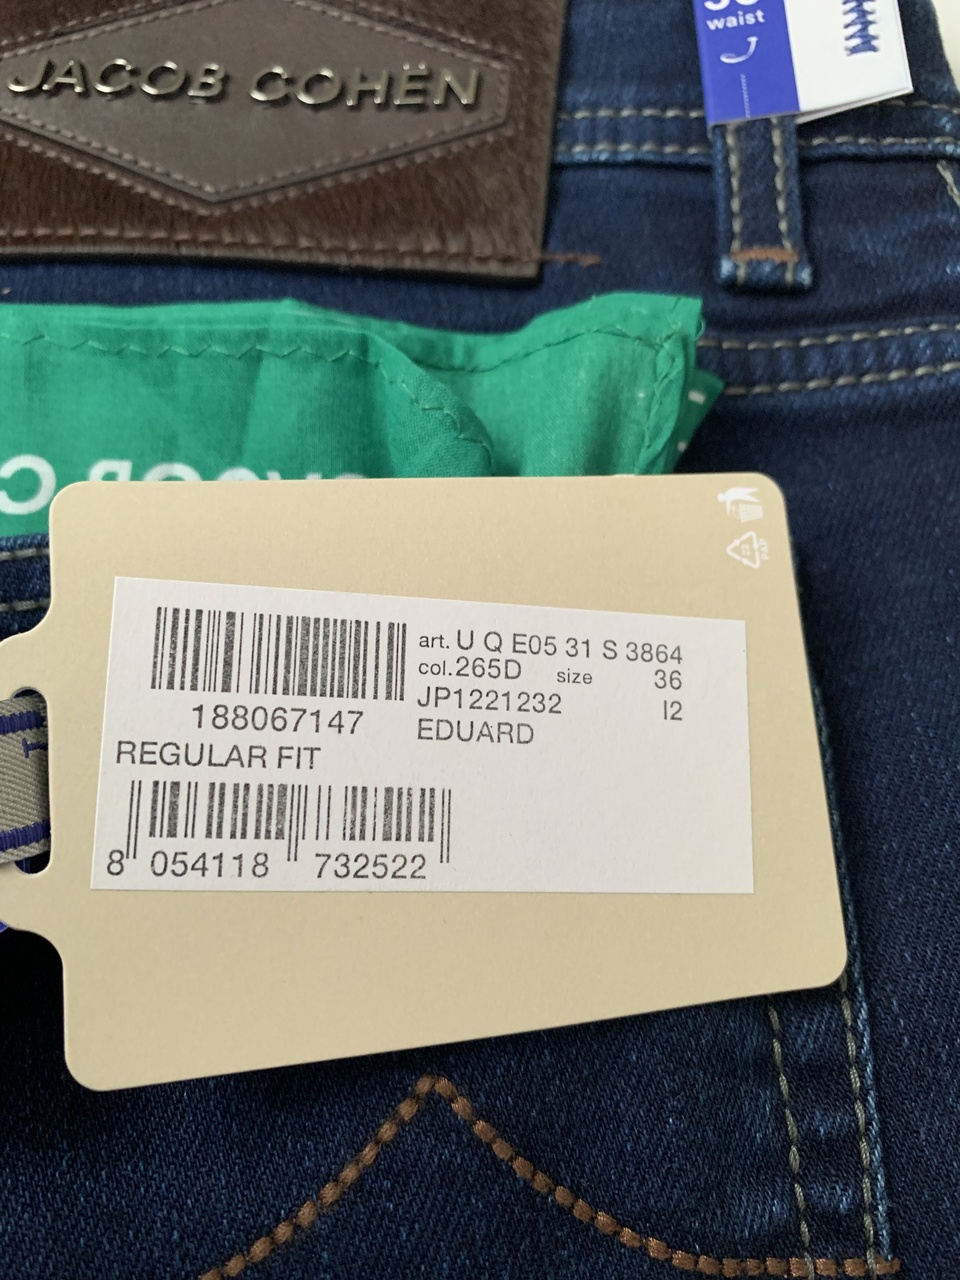 JACOB COHËN
waist
art. U Q E05 31 S 3864
col. 265D size 36
JP1221232 I2
EDUARD
188067147
REGULAR FIT
8 054118 732522
PAP